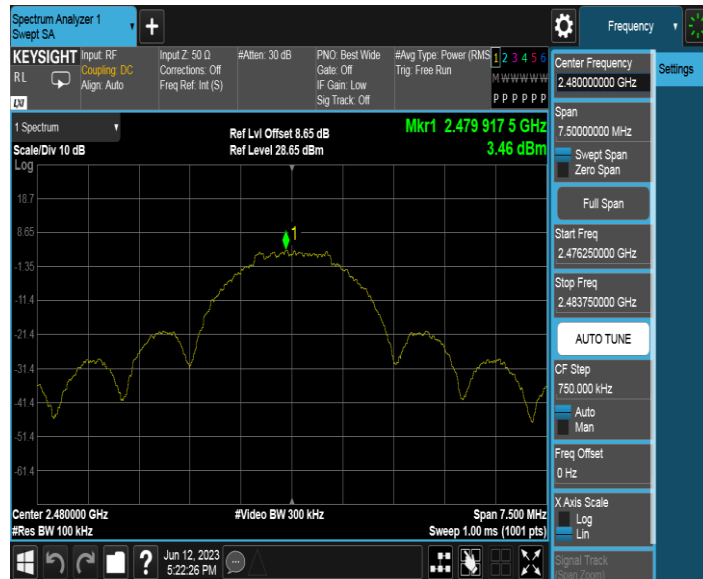 Spectrum Analyzer 1
Swept SA
+
Frequency
KEYSIGHT
RL
LXI
Input: RF
Coupling: DC
Align: Auto
Input Z: 50 Ω
Corrections: Off
Freq Ref: Int (S)
#Atten: 30 dB
PNO: Best Wide
Gate: Off
IF Gain: Low
Sig Track: Off
#Avg Type: Power (RMS
Trig: Free Run
1 2 3 4 5 6
M W W W W W
P P P P P P
Center Frequency
2.480000000 GHz
Settings
Span
7.50000000 MHz
Swept Span
Zero Span
Full Span
Start Freq
2.476250000 GHz
Stop Freq
2.483750000 GHz
AUTO TUNE
CF Step
750.000 kHz
Auto
Man
Freq Offset
0 Hz
X Axis Scale
Log
Lin
Signal Track
(Span Zoom)
1 Spectrum
Scale/Div 10 dB
Log
Ref Lvl Offset 8.65 dB
Ref Level 28.65 dBm
Mkr1 2.479 917 5 GHz
3.46 dBm
18.7
8.65
-1.35
-11.4
-21.4
-31.4
-41.4
-51.4
-61.4
1
Center 2.480000 GHz
#Res BW 100 kHz
#Video BW 300 kHz
Span 7.500 MHz
Sweep 1.00 ms (1001 pts)
?
Jun 12, 2023
5:22:26 PM